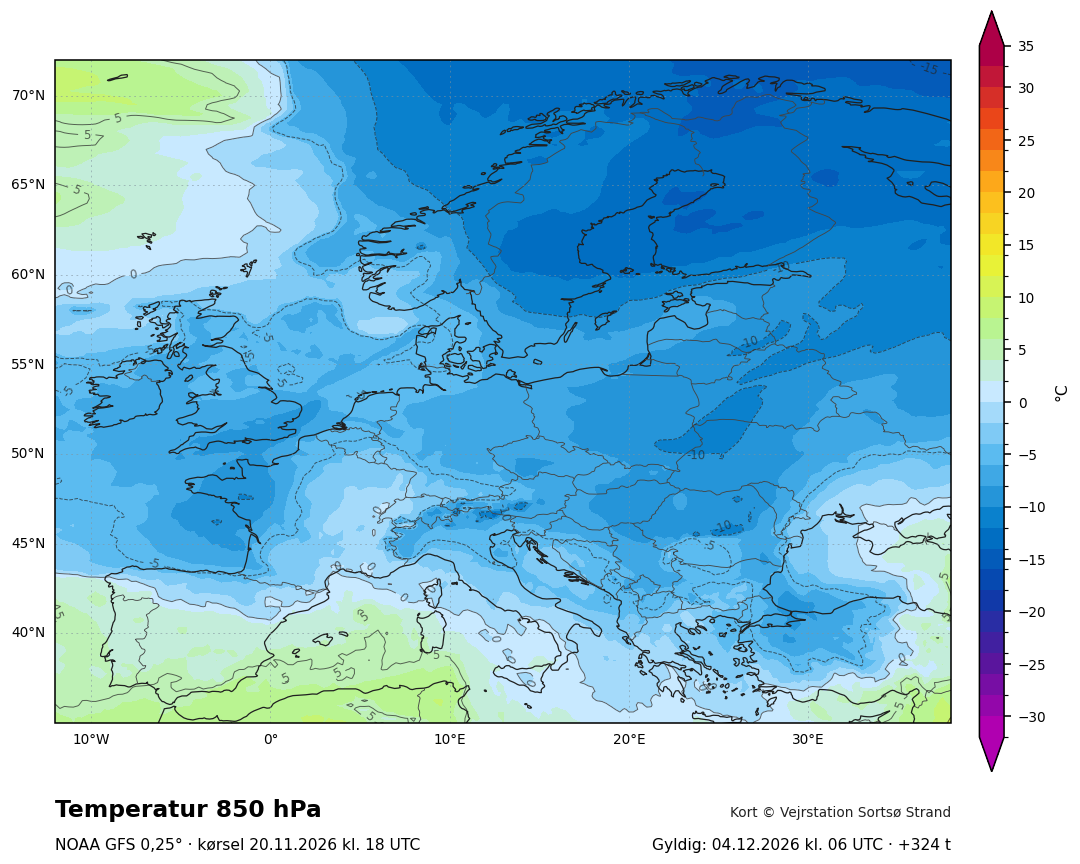 70°N
65°N
60°N
55°N
50°N
45°N
40°N
10°W
0°
10°E
20°E
30°E
35
30
25
20
15
10
5
0
−5
−10
−15
−20
−25
−30
°C
Temperatur 850 hPa
Kort © Vejrstation Sortsø Strand
NOAA GFS 0,25° · kørsel 20.11.2026 kl. 18 UTC
Gyldig: 04.12.2026 kl. 06 UTC · +324 t